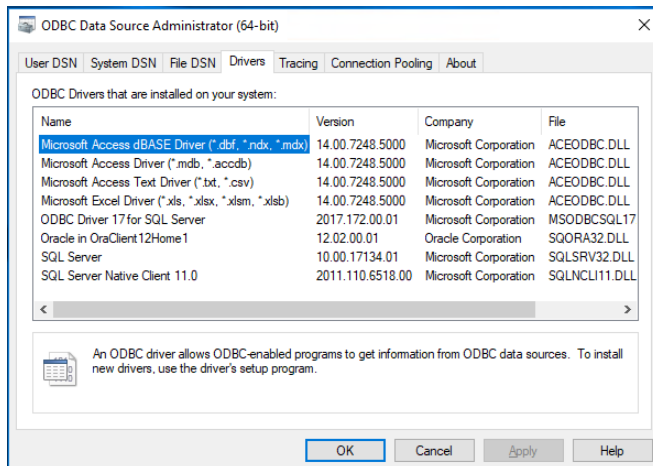 ODBC Data Source Administrator (64-bit)
User DSN System DSN File DSN Drivers Tracing Connection Pooling About
ODBC Drivers that are installed on your system:
Name Version Company File
Microsoft Access dBASE Driver (*.dbf, *.ndx, *.mdx) 14.00.7248.5000 Microsoft Corporation ACEODBC.DLL
Microsoft Access Driver (*.mdb, *.accdb) 14.00.7248.5000 Microsoft Corporation ACEODBC.DLL
Microsoft Access Text Driver (*.txt, *.csv) 14.00.7248.5000 Microsoft Corporation ACEODBC.DLL
Microsoft Excel Driver (*.xls, *.xlsx, *.xlsm, *.xlsb) 14.00.7248.5000 Microsoft Corporation ACEODBC.DLL
ODBC Driver 17 for SQL Server 2017.172.00.01 Microsoft Corporation MSODBCSQL17
Oracle in OraClient12Home1 12.02.00.01 Oracle Corporation SQORA32.DLL
SQL Server 10.00.17134.01 Microsoft Corporation SQLSRV32.DLL
SQL Server Native Client 11.0 2011.110.6518.00 Microsoft Corporation SQLNCLI11.DLL
An ODBC driver allows ODBC-enabled programs to get information from ODBC data sources. To install
new drivers, use the driver's setup program.
OK Cancel Apply Help